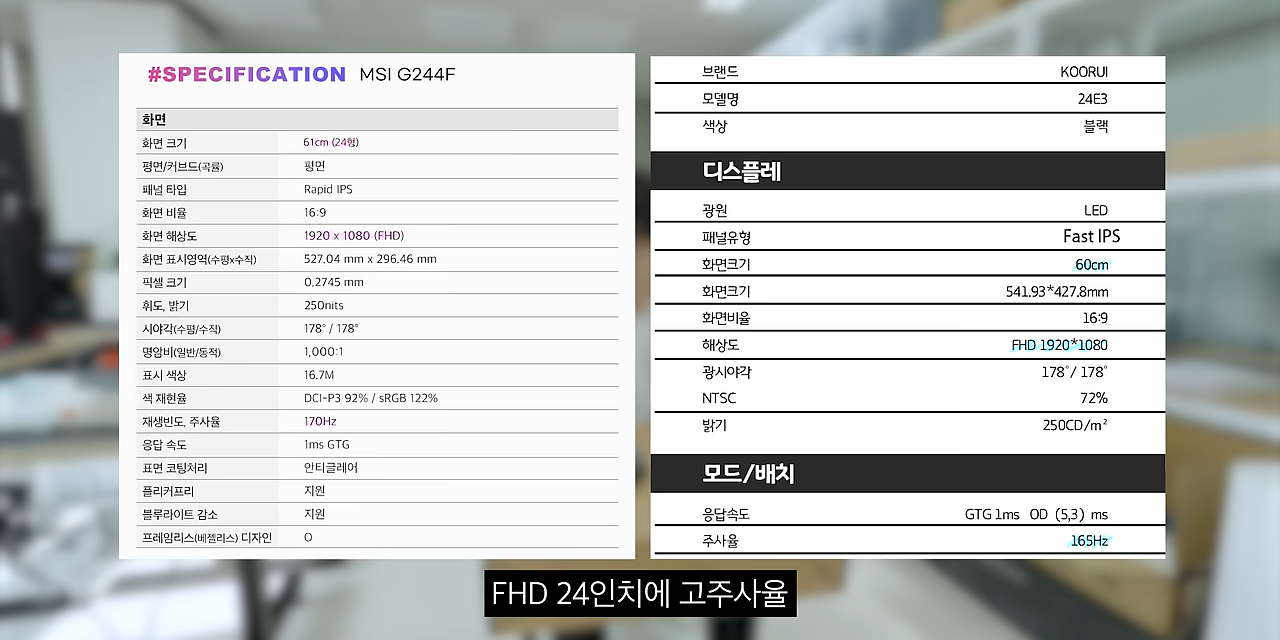 #SPECIFICATION MSI G244F
화면
화면 크기 61cm (24형)
평면/커브드(곡률) 평면
패널 타입 Rapid IPS
화면 비율 16:9
화면 해상도 1920 x 1080 (FHD)
화면 표시영역(수평x수직) 527.04 mm x 296.46 mm
픽셀 크기 0.2745 mm
휘도, 밝기 250nits
시야각(수평/수직) 178° / 178°
명암비(일반/동적) 1,000:1
표시 색상 16.7M
색 재현율 DCI-P3 92% / sRGB 122%
재생빈도, 주사율 170Hz
응답 속도 1ms GTG
표면 코팅처리 안티글레어
플리커프리 지원
블루라이트 감소 지원
프레임리스(베젤리스) 디자인 O
브랜드 KOORUI
모델명 24E3
색상 블랙
디스플레
광원 LED
패널유형 Fast IPS
화면크기 60cm
화면크기 541.93*427.8mm
화면비율 16:9
해상도 FHD 1920*1080
광시야각 178°/ 178°
NTSC 72%
밝기 250CD/m²
모드/배치
응답속도 GTG 1ms OD (5,3) ms
주사율 165Hz
FHD 24인치에 고주사율